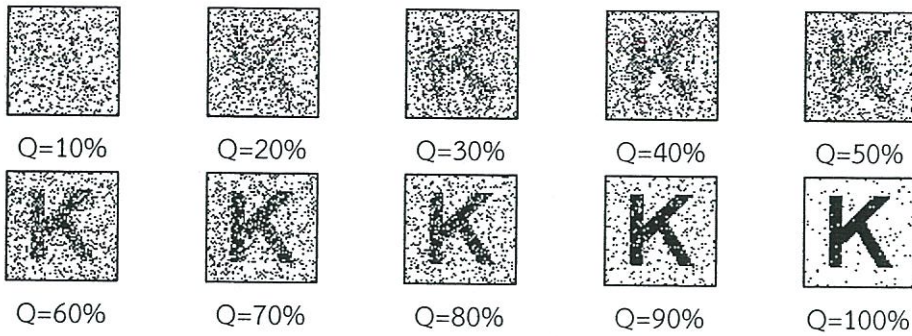 K K K K
Q=10% Q=20% Q=30% Q=40% Q=50%
K K K K K
Q=60% Q=70% Q=80% Q=90% Q=100%